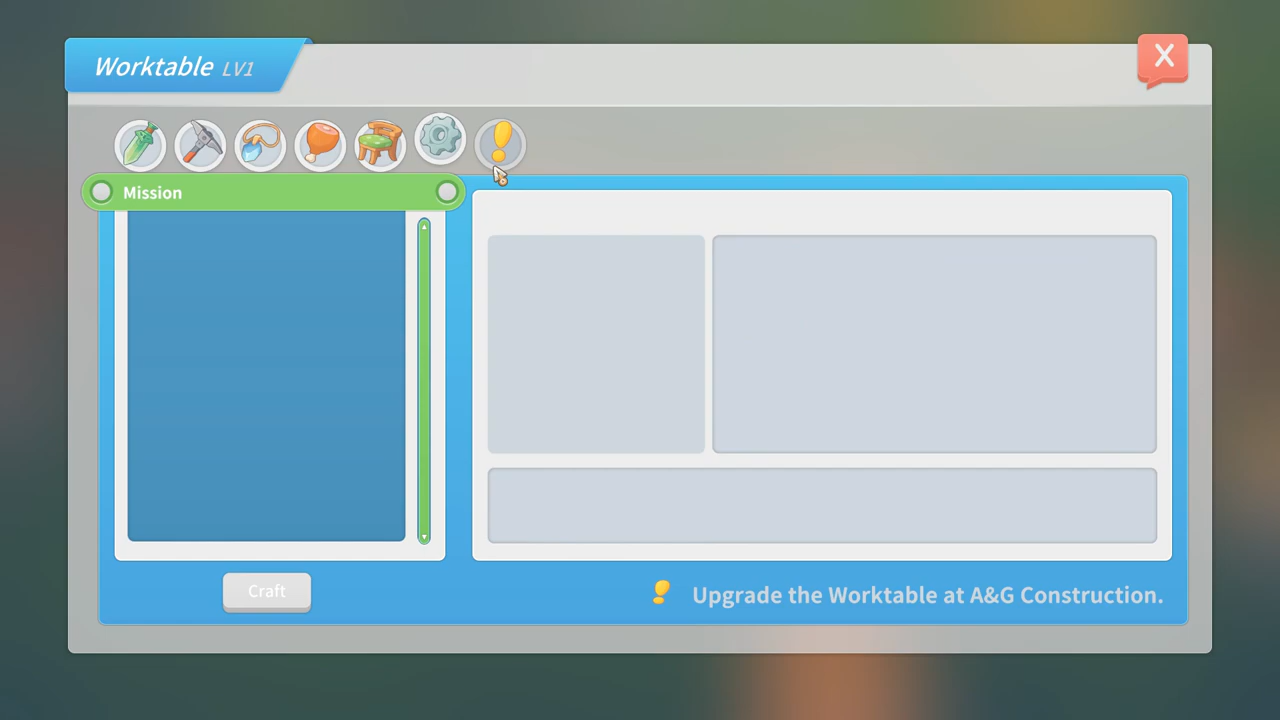 Worktable LV1
Mission
Craft
Upgrade the Worktable at A&G Construction.